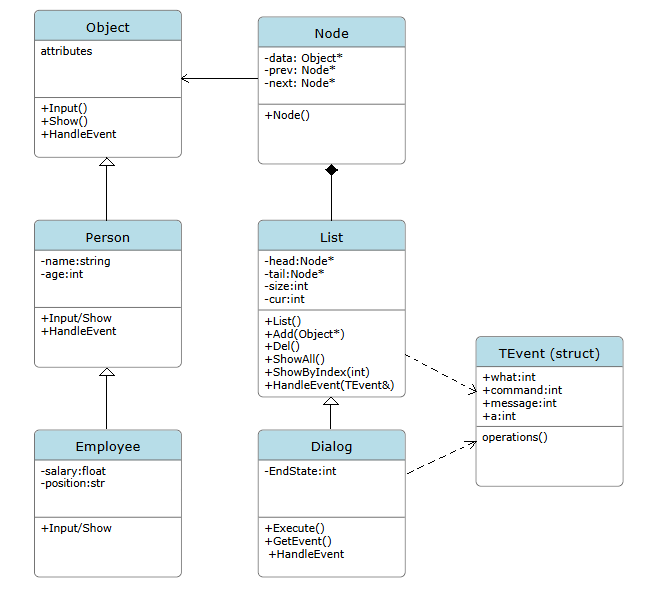 Object
attributes
+Input()
+Show()
+HandleEvent
Node
-data: Object*
-prev: Node*
-next: Node*
+Node()
Person
-name:string
-age:int
+Input/Show
+HandleEvent
List
-head:Node*
-tail:Node*
-size:int
-cur:int
+List()
+Add(Object*)
+Del()
+ShowAll()
+ShowByIndex(int)
+HandleEvent(TEvent&)
TEvent (struct)
+what:int
+command:int
+message:int
+a:int
operations()
Employee
-salary:float
-position:str
+Input/Show
Dialog
-EndState:int
+Execute()
+GetEvent()
+HandleEvent